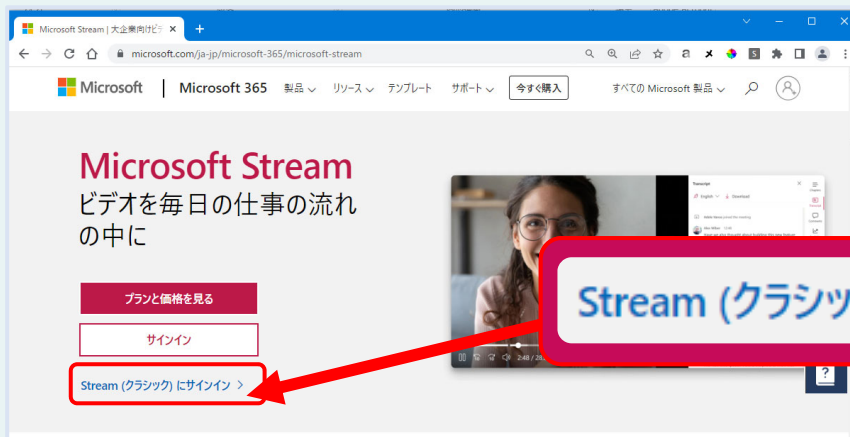 Microsoft Stream | 大企業向けビデ
microsoft.com/ja-jp/microsoft-365/microsoft-stream
Microsoft
Microsoft 365 製品 リソース テンプレート サポート 今すぐ購入 すべての Microsoft 製品
Microsoft Stream
ビデオを毎日の仕事の流れ
の中に
プランと価格を見る
サインイン
Stream (クラシック) にサインイン >
Transcript
English Download
2:48 / 28
Stream (クラシッ
?